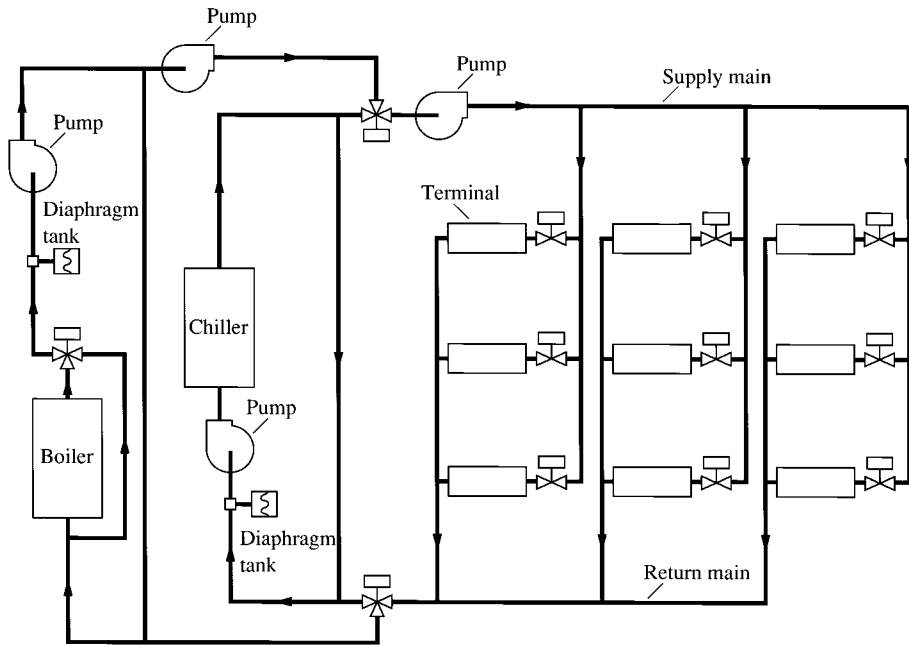 Pump
Pump
Supply main
Pump
Terminal
Diaphragm
tank
Chiller
Pump
Boiler
Diaphragm
tank
Return main